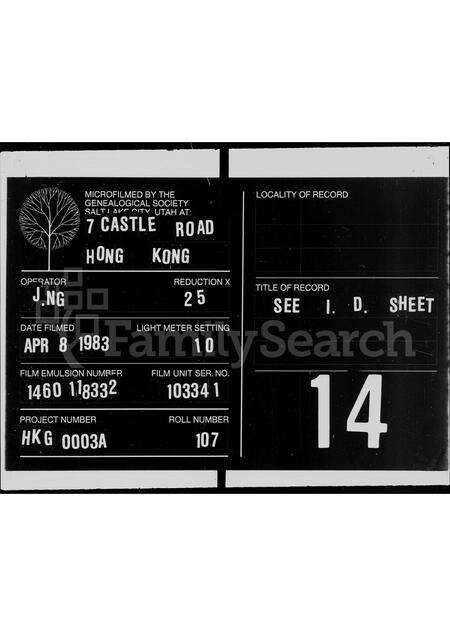 MICROFILMED BY THE
GENEALOGICAL SOCIETY
SALT LAKE CITY, UTAH AT:
7 CASTLE ROAD
HONG KONG
OPERATOR REDUCTION X
J.NG 25
DATE FILMED LIGHT METER SETTING
APR 8 1983 10
FILM EMULSION NUMBER FILM UNIT SER. NO.
1460 118332 103341
PROJECT NUMBER ROLL NUMBER
HKG 0003A 107
LOCALITY OF RECORD
TITLE OF RECORD
SEE I. D. SHEET
FamilySearch
14